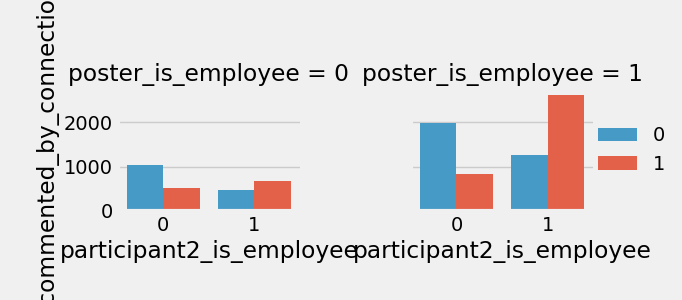 poster_is_employee = 0
poster_is_employee = 1
commented_by_connectio
2000
1000
0
0
1
0
1
0
1
participant2_is_employee
participant2_is_employee